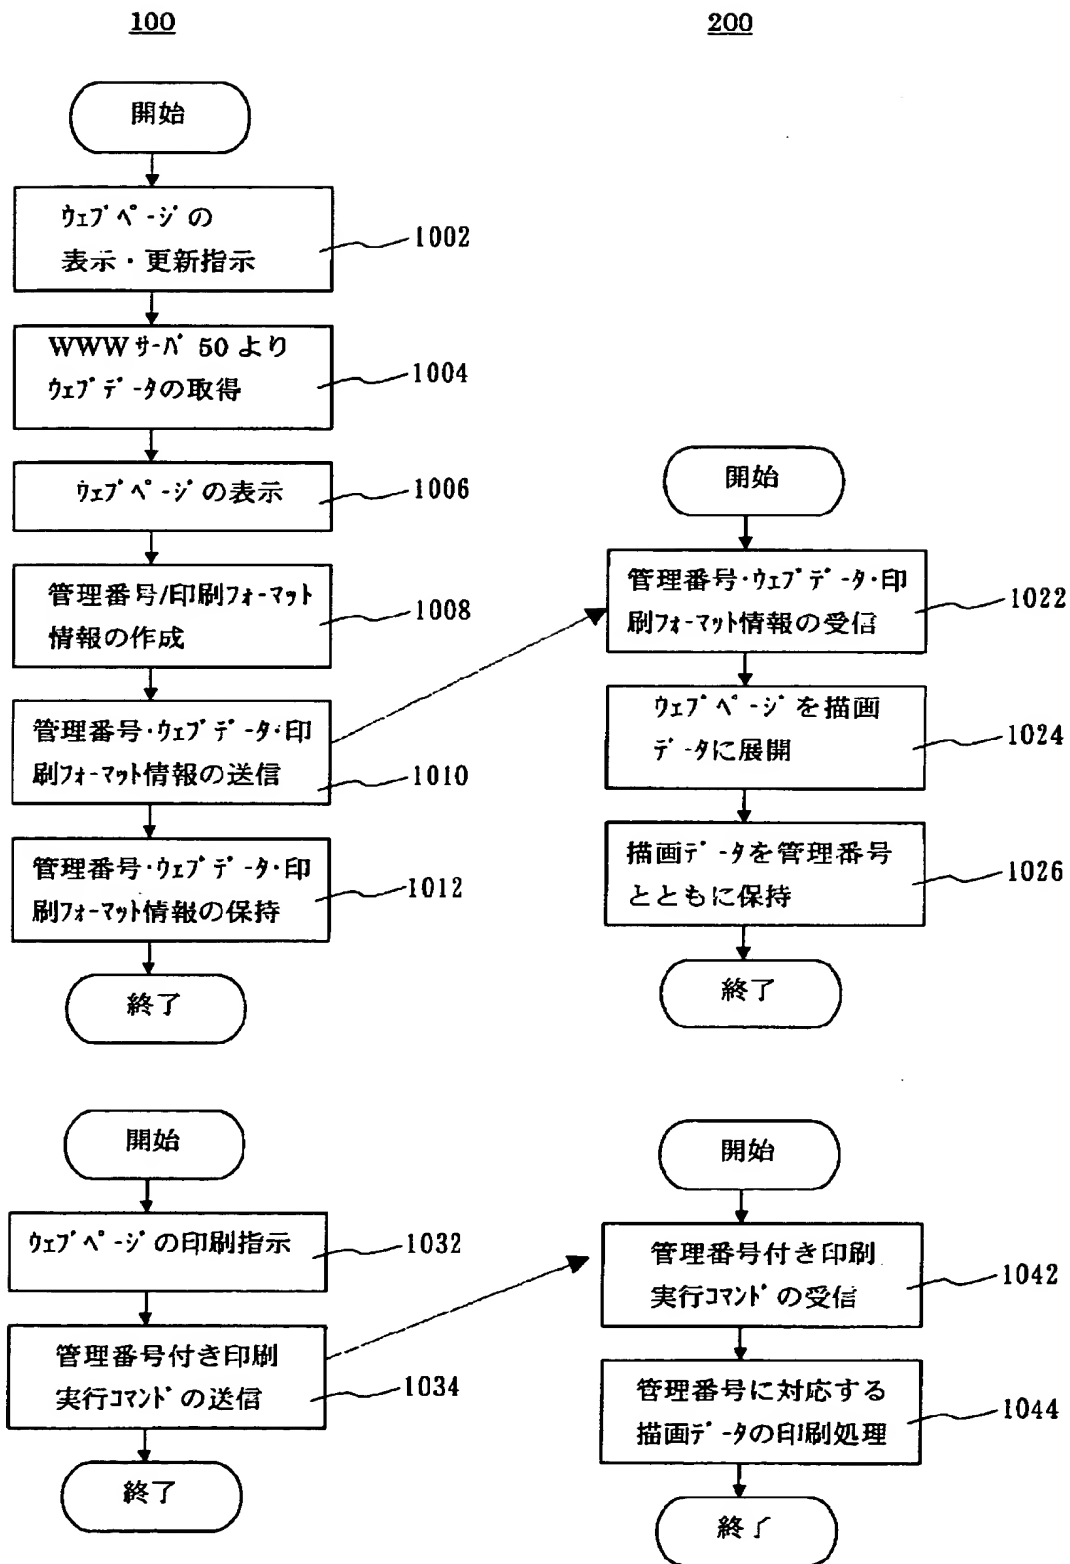 100
開始
ｳｪﾌﾞﾍﾟｰｼﾞの
表示・更新指示
1002
WWWｻｰﾊﾞ50より
ｳｪﾌﾞﾃﾞｰﾀの取得
1004
ｳｪﾌﾞﾍﾟｰｼﾞの表示
1006
管理番号/印刷ﾌｫｰﾏｯﾄ
情報の作成
1008
管理番号･ｳｪﾌﾞﾃﾞｰﾀ･印
刷ﾌｫｰﾏｯﾄ情報の送信
1010
管理番号･ｳｪﾌﾞﾃﾞｰﾀ･印
刷ﾌｫｰﾏｯﾄ情報の保持
1012
終了
200
開始
管理番号･ｳｪﾌﾞﾃﾞｰﾀ･印
刷ﾌｫｰﾏｯﾄ情報の受信
1022
ｳｪﾌﾞﾍﾟｰｼﾞを描画
ﾃﾞｰﾀに展開
1024
描画ﾃﾞｰﾀを管理番号
とともに保持
1026
終了
開始
ｳｪﾌﾞﾍﾟｰｼﾞの印刷指示
1032
管理番号付き印刷
実行ｺﾏﾝﾄﾞの送信
1034
終了
開始
管理番号付き印刷
実行ｺﾏﾝﾄﾞの受信
1042
管理番号に対応する
描画ﾃﾞｰﾀの印刷処理
1044
終了